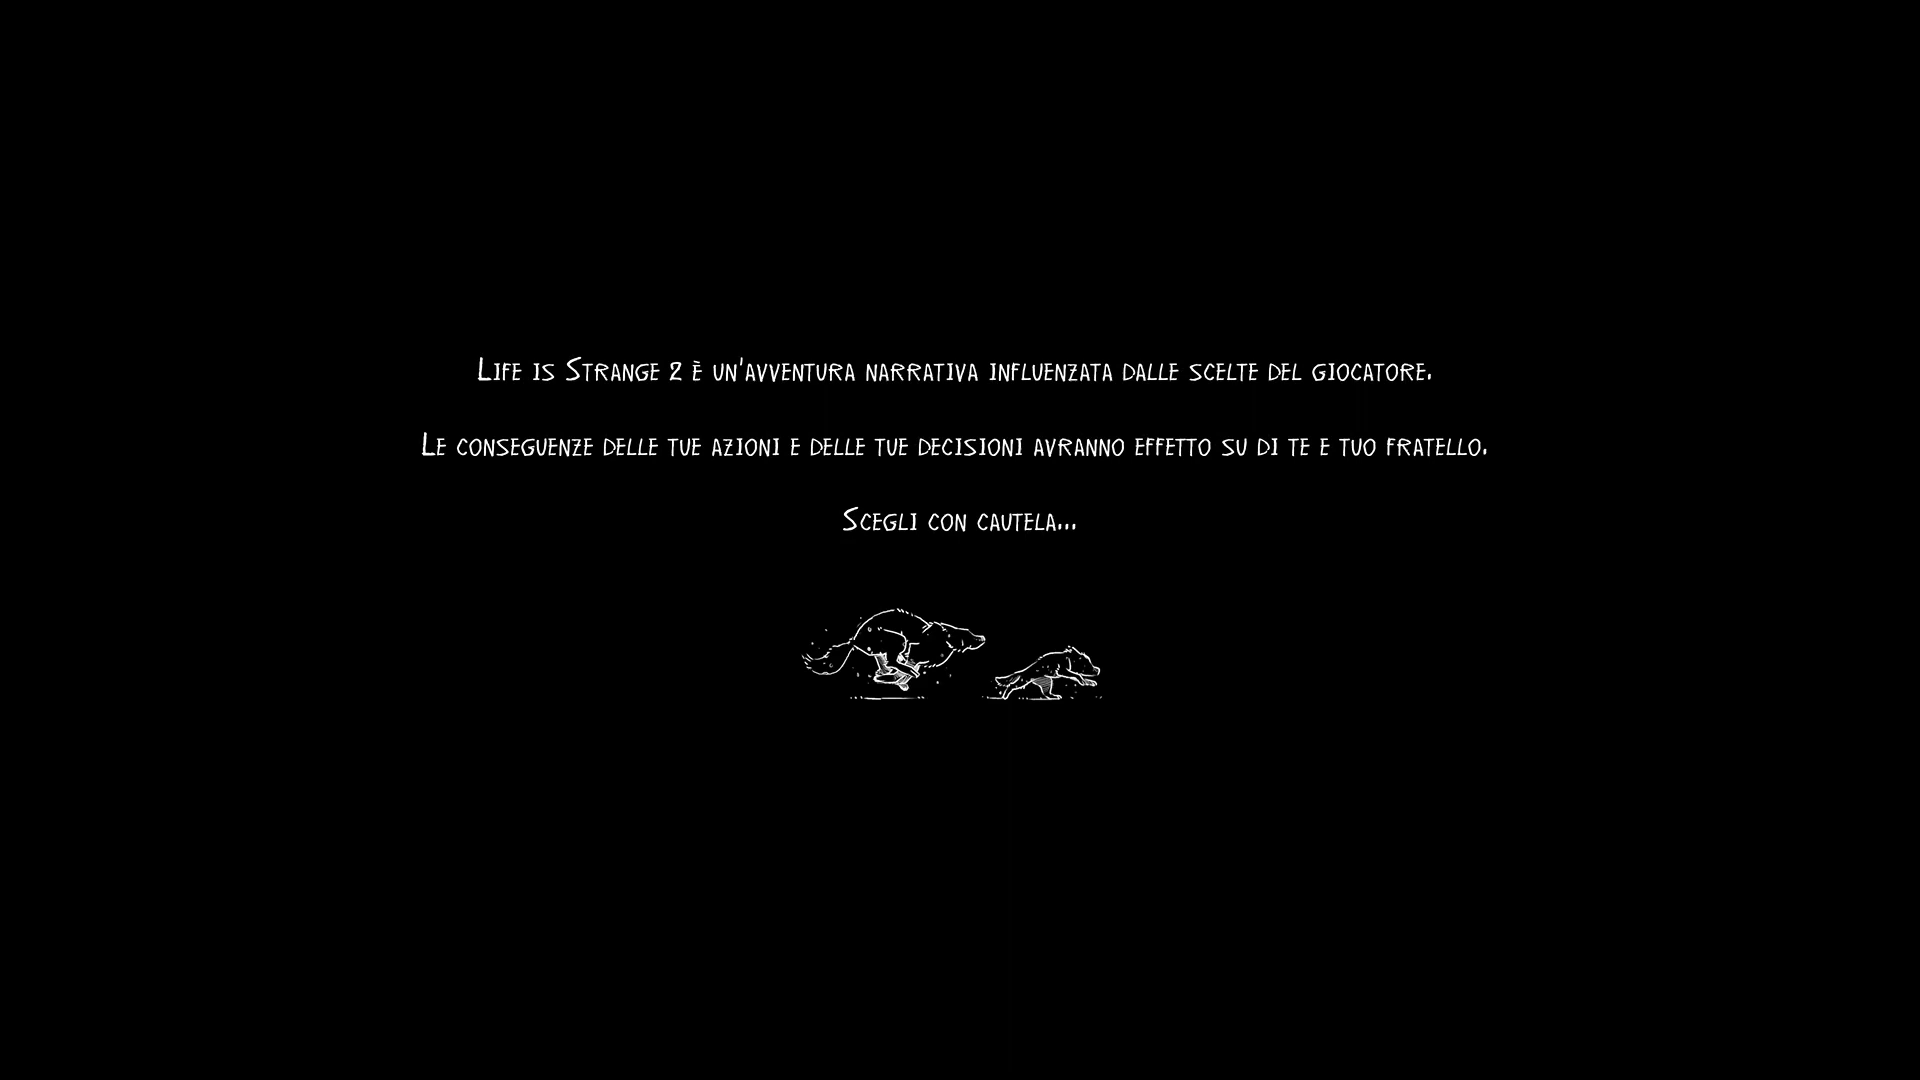 Life is Strange 2 è un'avventura narrativa influenzata dalle scelte del giocatore.
Le conseguenze delle tue azioni e delle tue decisioni avranno effetto su di te e tuo fratello.
Scegli con cautela...